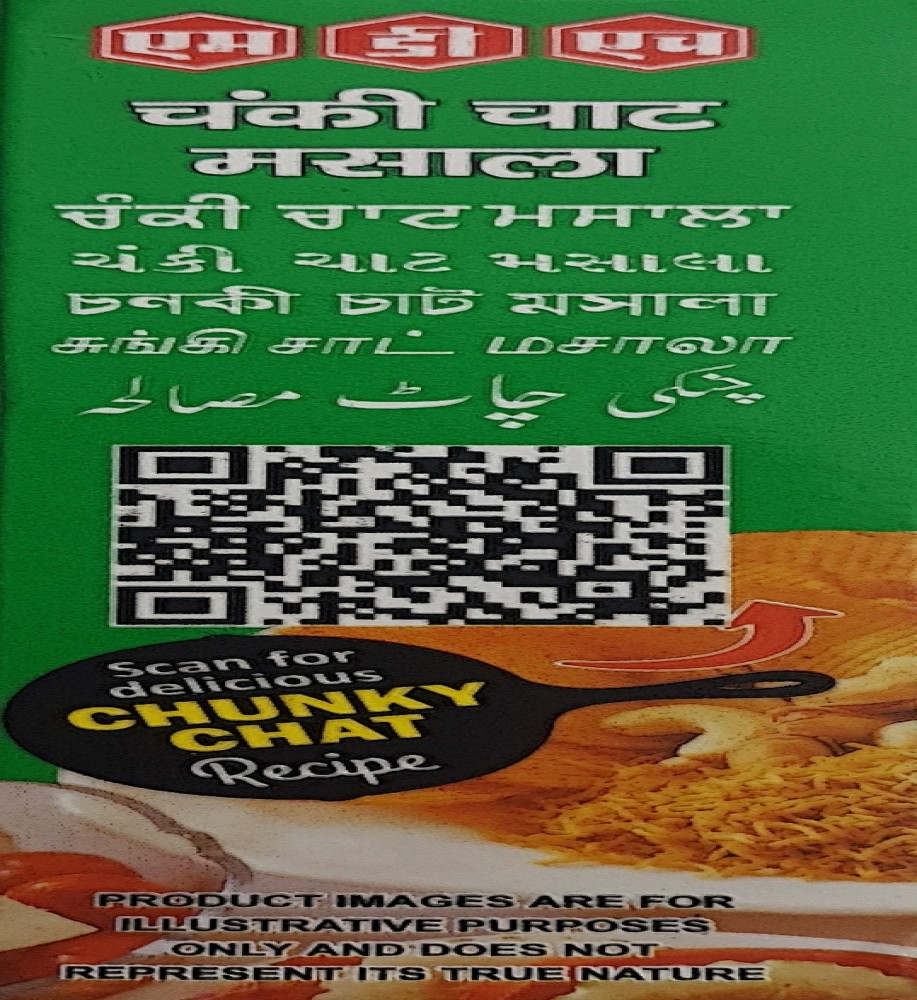 एम डी एच
चंकी चाट
मसाला
ਚੰਕੀ ਚਾਟ ਮਸਾਲਾ
ચંકી ચાટ મસાલા
চাংকী চাট মসালা
சுங்கி சாட் மசாலா
چنکی چاٹ مصالحہ
Scan for
delicious
CHUNKY
CHAT
Recipe
PRODUCT IMAGES ARE FOR
ILLUSTRATIVE PURPOSES
ONLY AND DOES NOT
REPRESENT ITS TRUE NATURE